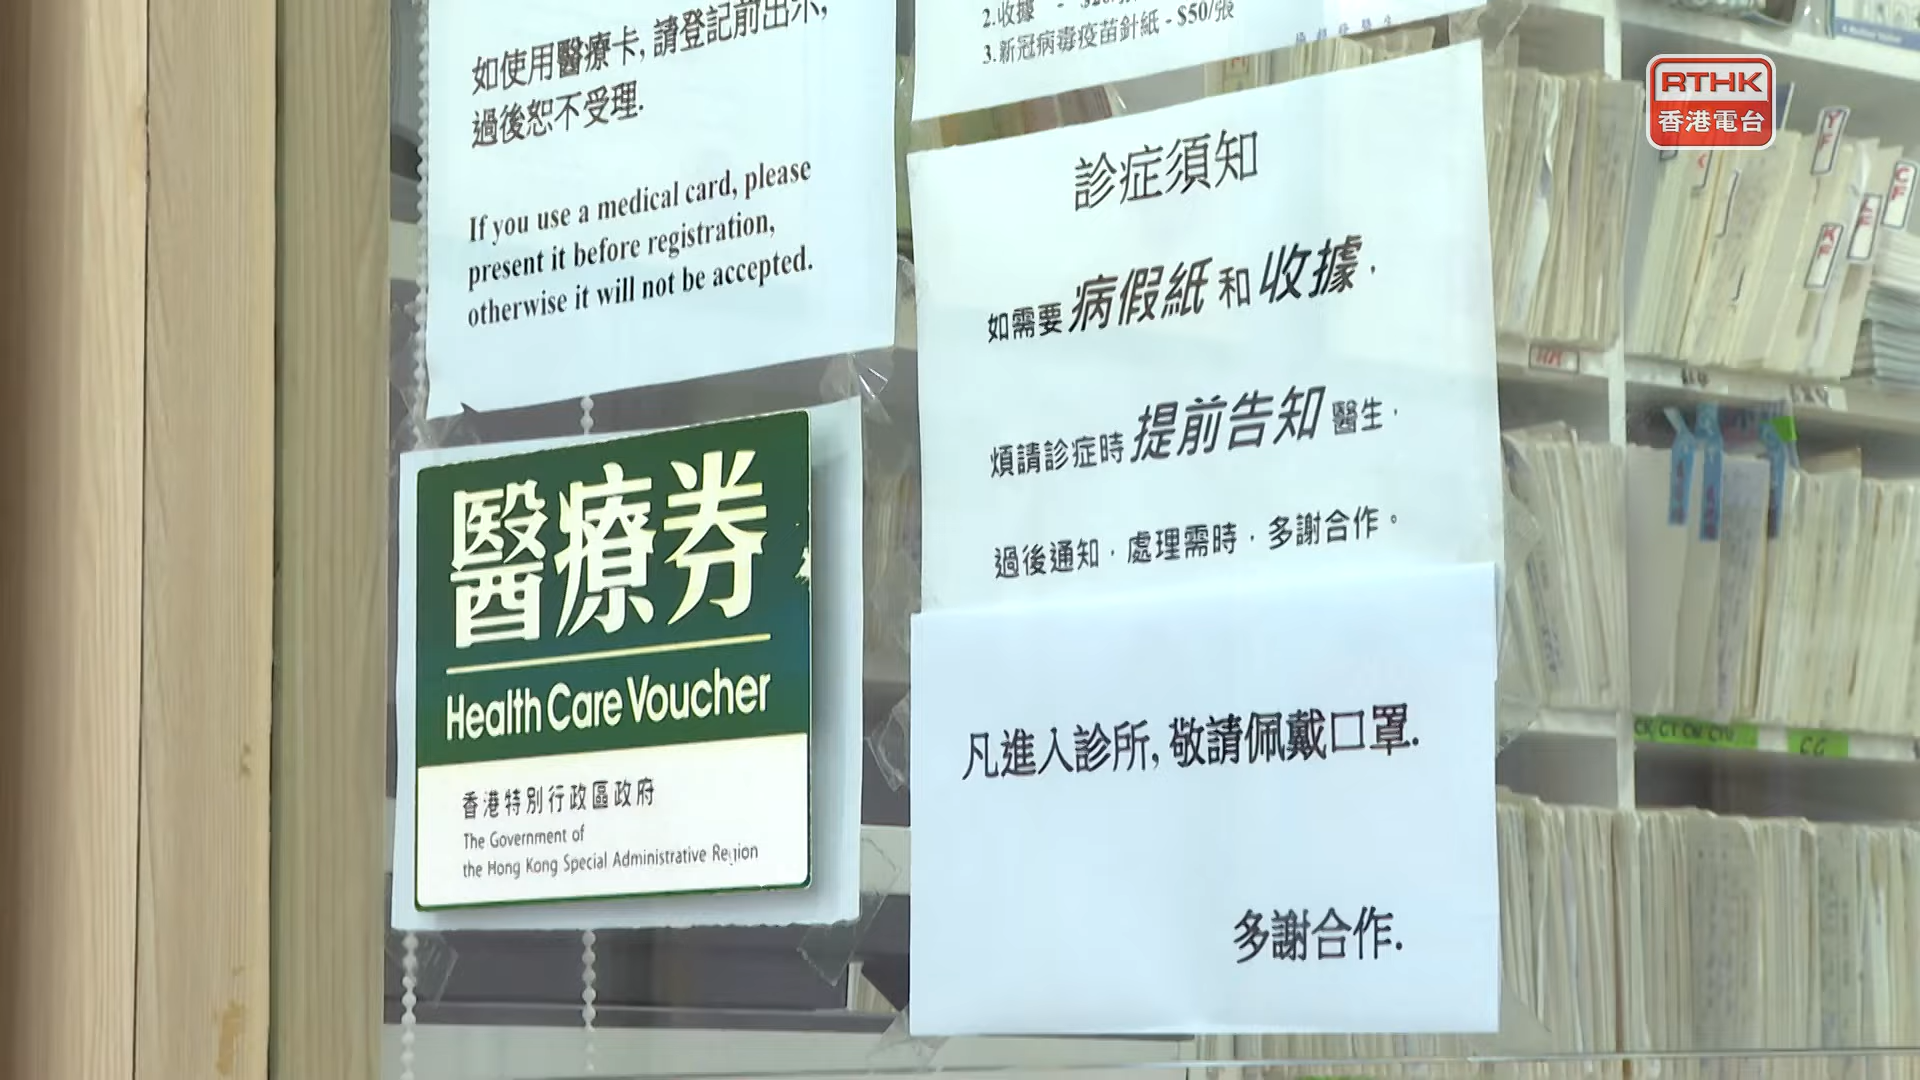 如使用醫療卡, 請登記前出示,
過後恕不受理.
If you use a medical card, please
present it before registration,
otherwise it will not be accepted.
醫療券
Health Care Voucher
香港特別行政區政府
The Government of
the Hong Kong Special Administrative Region
2.收據 -
3.新冠病毒疫苗針紙 - $50/張
診症須知
如需要病假紙和收據，
煩請診症時提前告知醫生，
過後通知，處理需時，多謝合作。
凡進入診所, 敬請佩戴口罩.
多謝合作.
RTHK
香港電台
YF
CF
LF
KF
CG